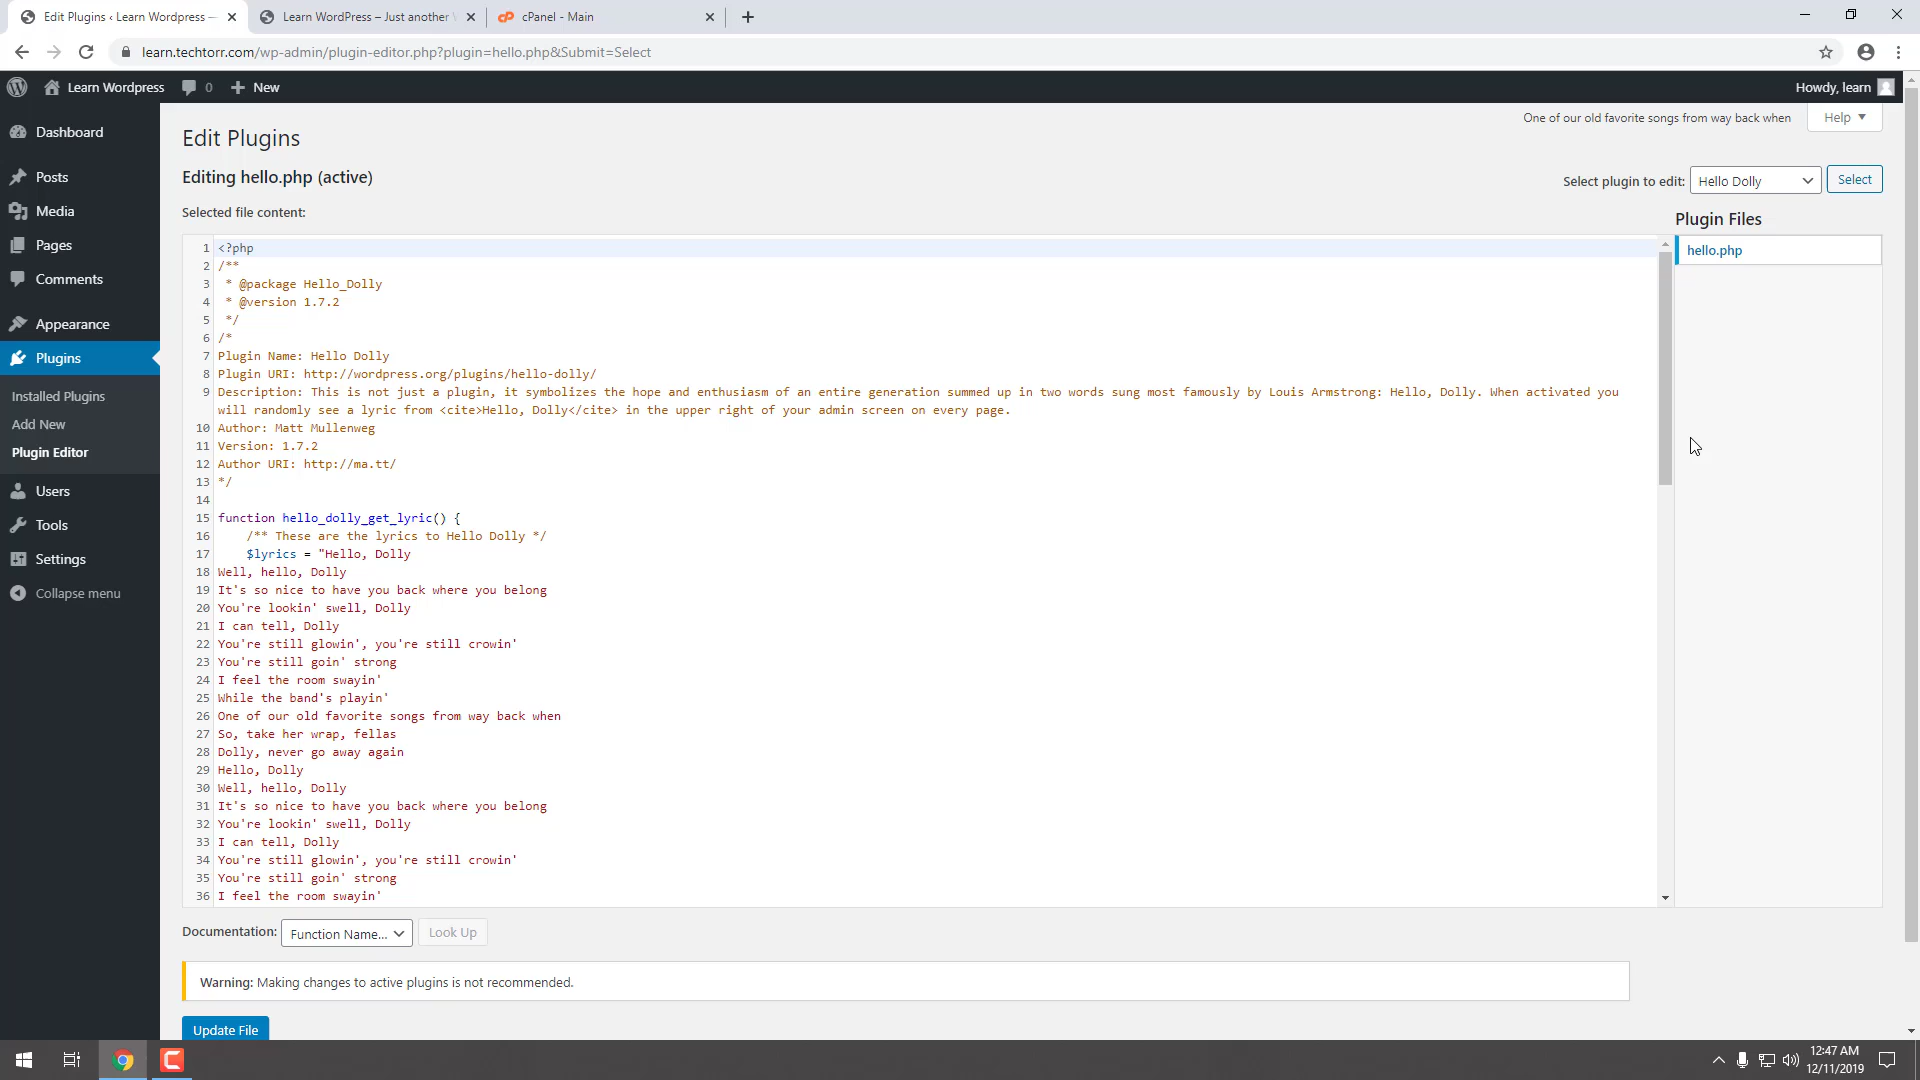 Edit Plugins ‹ Learn Wordpress —
Learn WordPress – Just another
cPanel - Main
learn.techtorr.com/wp-admin/plugin-editor.php?plugin=hello.php&Submit=Select
Learn Wordpress
0
New
Howdy, learn
Dashboard
Posts
Media
Pages
Comments
Appearance
Plugins
Installed Plugins
Add New
Plugin Editor
Users
Tools
Settings
Collapse menu
One of our old favorite songs from way back when
Help
Edit Plugins
Editing hello.php (active)
Select plugin to edit:
Hello Dolly
Select
Selected file content:
Plugin Files
hello.php
1 <?php
2 /**
3 * @package Hello_Dolly
4 * @version 1.7.2
5 */
6 /*
7 Plugin Name: Hello Dolly
8 Plugin URI: http://wordpress.org/plugins/hello-dolly/
9 Description: This is not just a plugin, it symbolizes the hope and enthusiasm of an entire generation summed up in two words sung most famously by Louis Armstrong: Hello, Dolly. When activated you
will randomly see a lyric from <cite>Hello, Dolly</cite> in the upper right of your admin screen on every page.
10 Author: Matt Mullenweg
11 Version: 1.7.2
12 Author URI: http://ma.tt/
13 */
14
15 function hello_dolly_get_lyric() {
16 /** These are the lyrics to Hello Dolly */
17 $lyrics = "Hello, Dolly
18 Well, hello, Dolly
19 It's so nice to have you back where you belong
20 You're lookin' swell, Dolly
21 I can tell, Dolly
22 You're still glowin', you're still crowin'
23 You're still goin' strong
24 I feel the room swayin'
25 While the band's playin'
26 One of our old favorite songs from way back when
27 So, take her wrap, fellas
28 Dolly, never go away again
29 Hello, Dolly
30 Well, hello, Dolly
31 It's so nice to have you back where you belong
32 You're lookin' swell, Dolly
33 I can tell, Dolly
34 You're still glowin', you're still crowin'
35 You're still goin' strong
36 I feel the room swayin'
Documentation:
Function Name...
Look Up
Warning: Making changes to active plugins is not recommended.
Update File
12:47 AM
12/11/2019